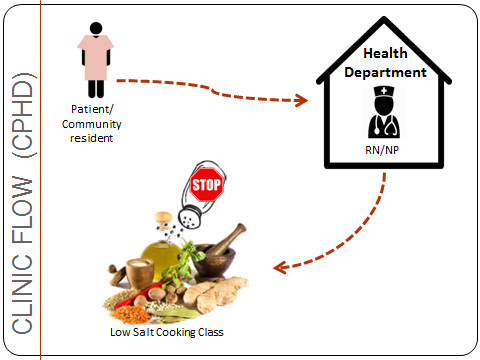 CLINIC FLOW (CPHD)
Patient/
Community
resident
Health
Department
RN/NP
STOP
Low Salt Cooking Class